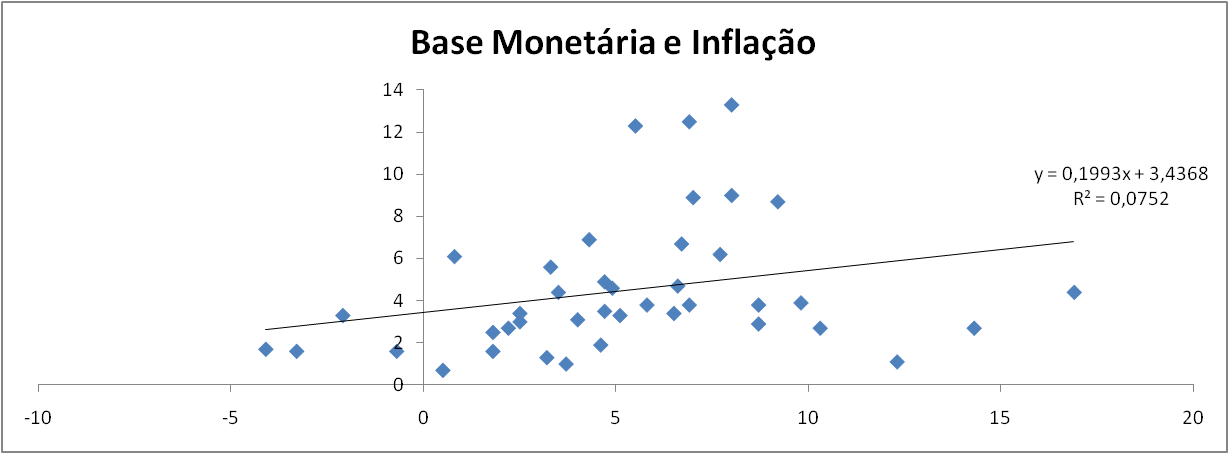 Base Monetária e Inflação
14
12
10
8
6
4
2
0
y = 0,1993x + 3,4368
R² = 0,0752
-10 -5 0 5 10 15 20